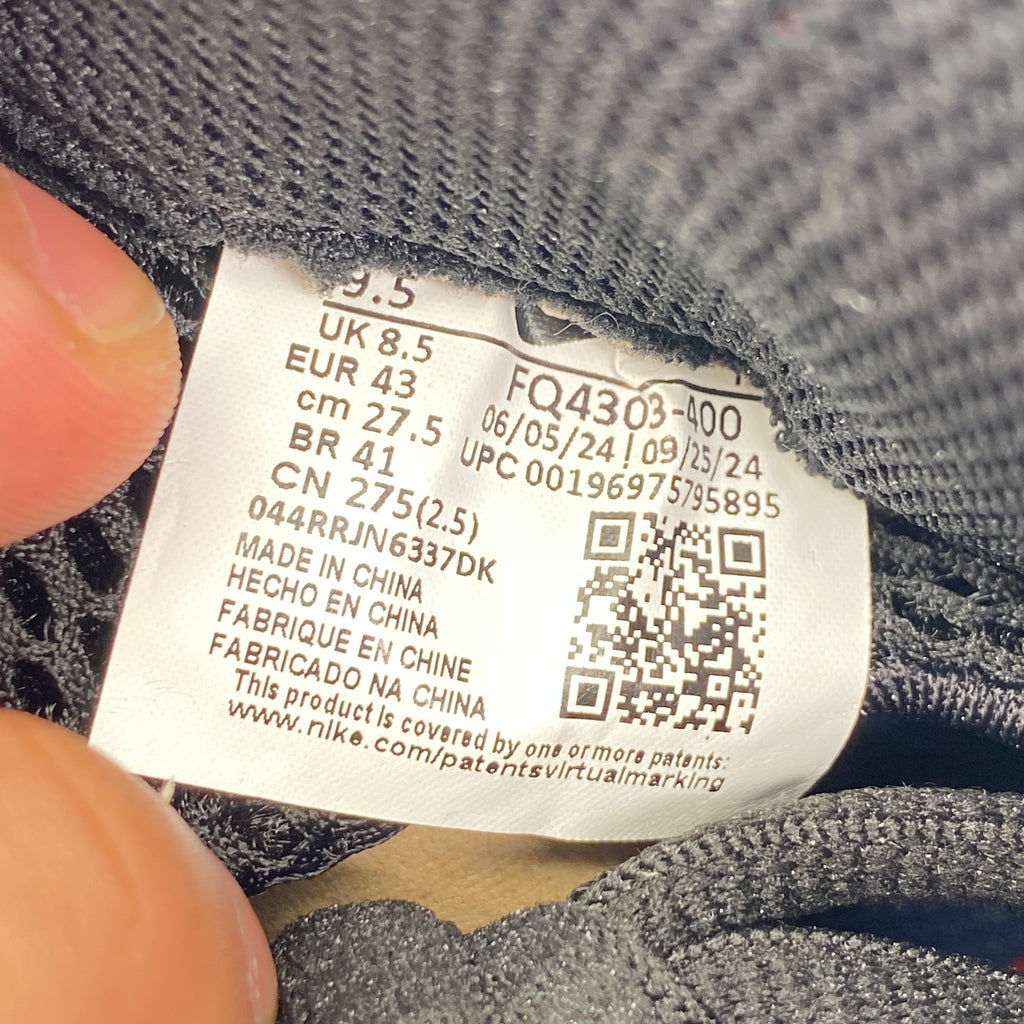 9.5
UK 8.5
EUR 43
cm 27.5
BR 41
CN 275(2.5)
044RRJN6337DK
MADE IN CHINA
HECHO EN CHINA
FABRIQUE EN CHINE
FABRICADO NA CHINA
This product is covered by one or more patents:
www.nike.com/patentsvirtualmarking
FQ4303-400
06/05/24 | 09/25/24
UPC 00196975795895